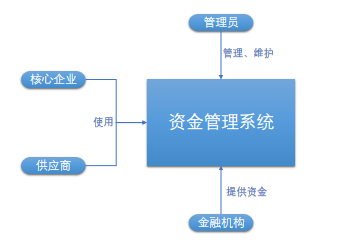 管理员
管理、维护
核心企业
资金管理系统
使用
供应商
提供资金
金融机构